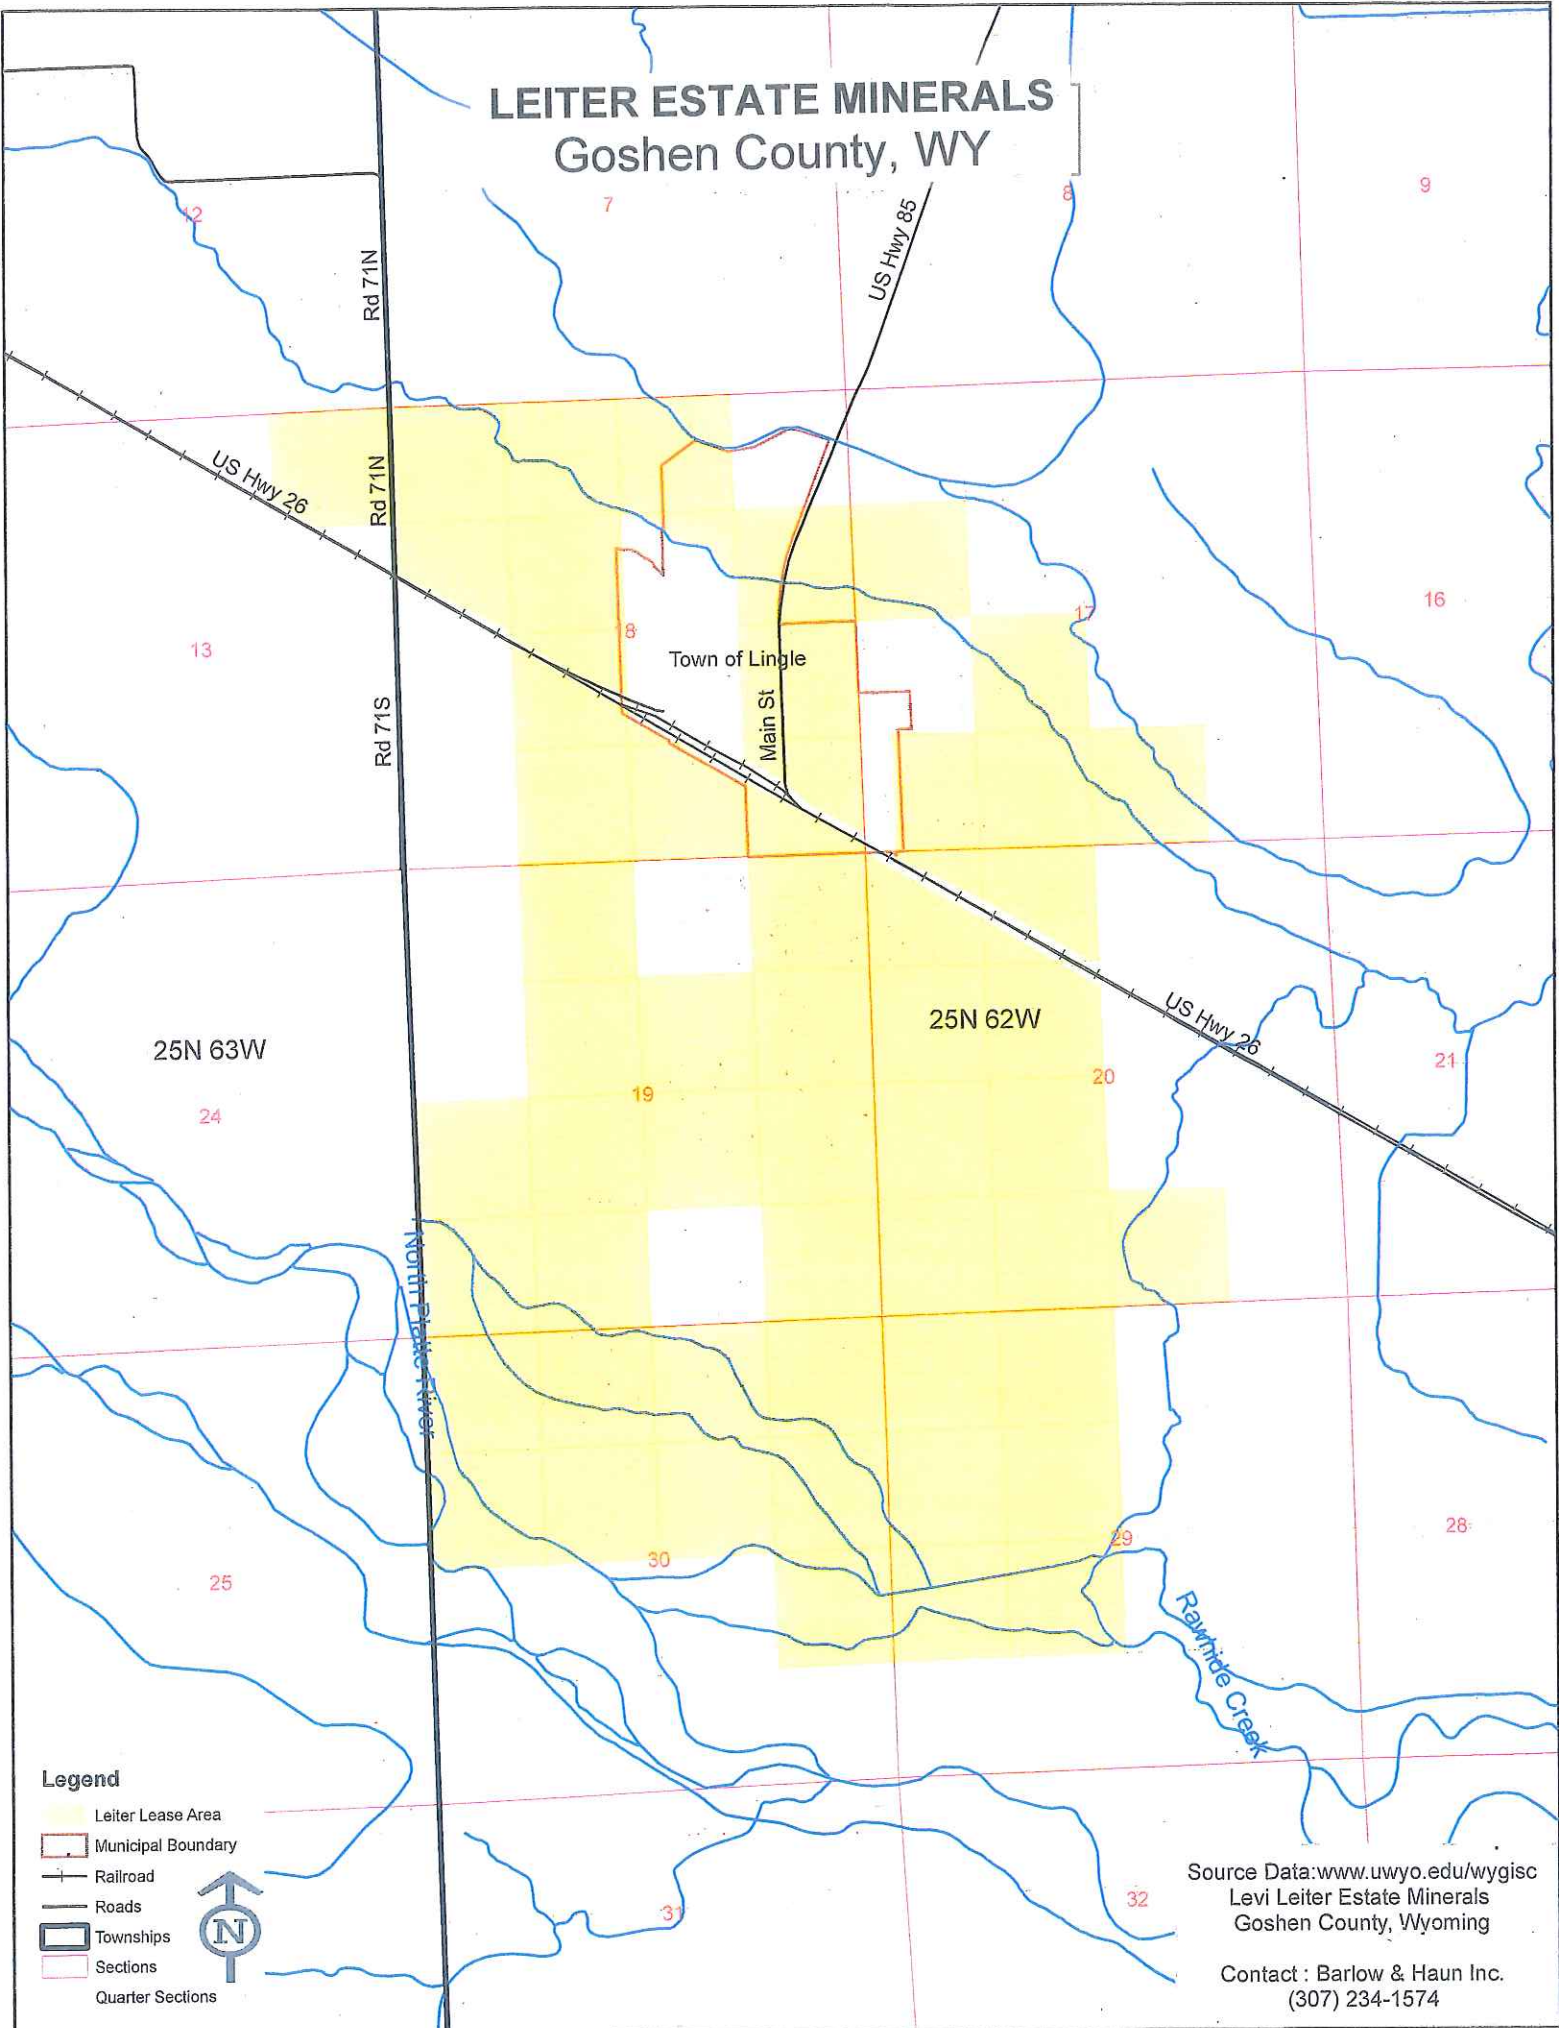 LEITER ESTATE MINERALS
Goshen County, WY
12
7
8
9
US Hwy 85
Rd 71N
US Hwy 26
Rd 71N
13
8
17
16
Town of Lingle
Main St
Rd 71S
25N 63W
25N 62W
US Hwy 26
24
19
20
21
North Platte River
25
30
29
28
Rawhide Creek
31
32
Legend
Leiter Lease Area
Municipal Boundary
Railroad
Roads
Townships
Sections
Quarter Sections
N
Source Data:www.uwyo.edu/wygisc
Levi Leiter Estate Minerals
Goshen County, Wyoming
Contact : Barlow & Haun Inc.
(307) 234-1574